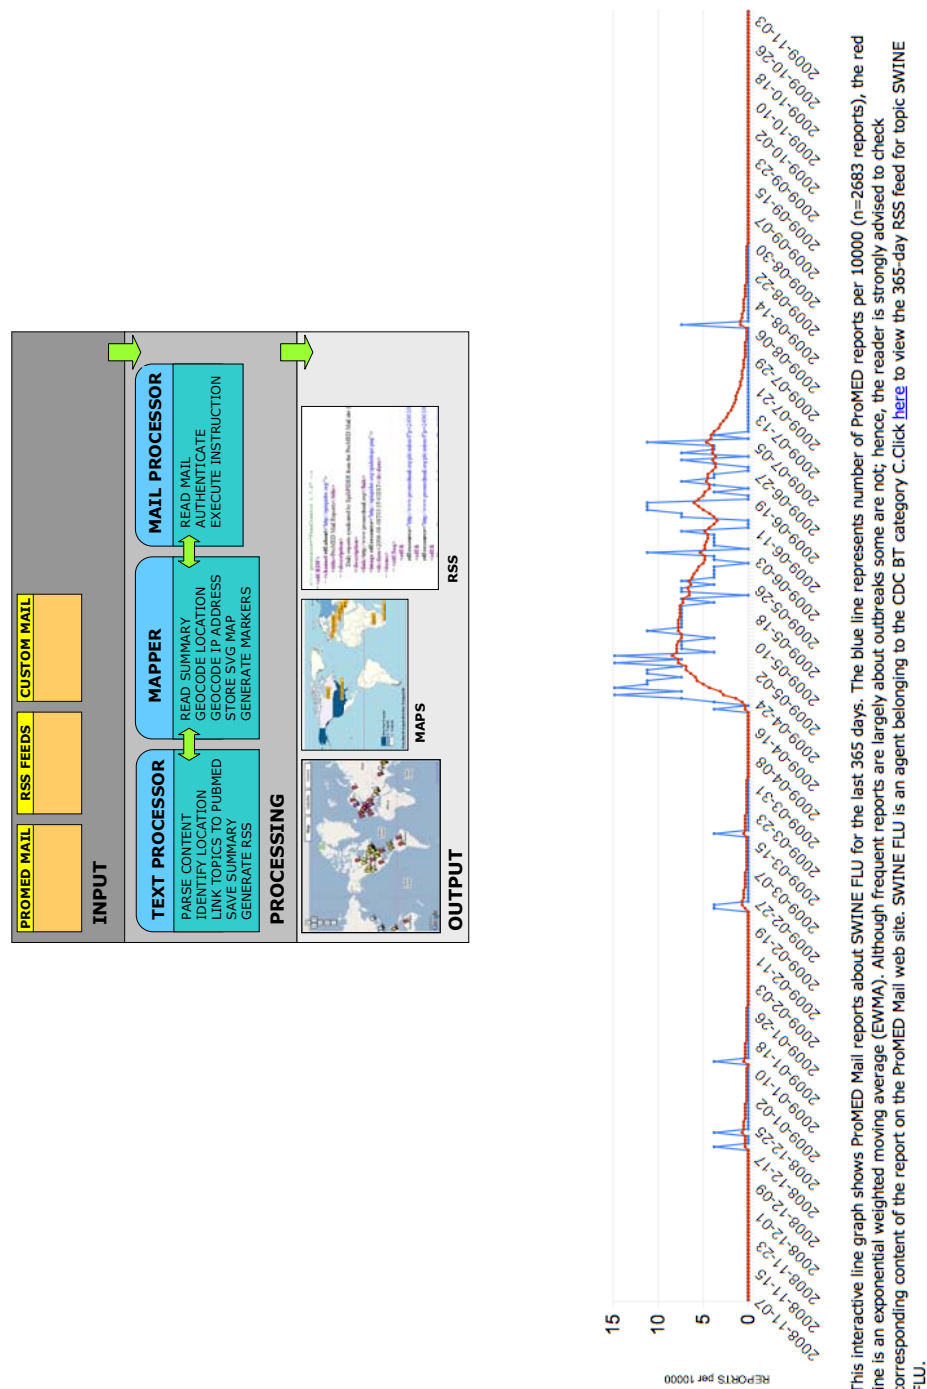 PROMED MAIL
RSS FEEDS
CUSTOM MAIL
INPUT
TEXT PROCESSOR
PARSE CONTENT
IDENTIFY LOCATION
LINK TOPICS TO PUBMED
SAVE SUMMARY
GENERATE RSS
MAPPER
READ SUMMARY
GEOCODE LOCATION
GEOCODE IP ADDRESS
STORE SVG MAP
GENERATE MARKERS
MAIL PROCESSOR
READ MAIL
AUTHENTICATE
EXECUTE INSTRUCTION
PROCESSING
MAPS
RSS
OUTPUT
REPORTS per 10000
15
10
5
0
2008-11-07
2008-11-15
2008-11-23
2008-12-01
2008-12-09
2008-12-17
2008-12-25
2009-01-02
2009-01-10
2009-01-18
2009-01-26
2009-02-03
2009-02-11
2009-02-19
2009-02-27
2009-03-07
2009-03-15
2009-03-23
2009-03-31
2009-04-08
2009-04-16
2009-04-24
2009-05-02
2009-05-10
2009-05-18
2009-05-26
2009-06-03
2009-06-11
2009-06-19
2009-06-27
2009-07-05
2009-07-13
2009-07-21
2009-07-29
2009-08-06
2009-08-14
2009-08-22
2009-08-30
2009-09-07
2009-09-15
2009-09-23
2009-10-02
2009-10-10
2009-10-18
2009-10-26
2009-11-03
This interactive line graph shows ProMED Mail reports about SWINE FLU for the last 365 days. The blue line represents number of ProMED reports per 10000 (n=2683 reports), the red
ine is an exponential weighted moving average (EWMA). Although frequent reports are largely about outbreaks some are not; hence, the reader is strongly advised to check
corresponding content of the report on the ProMED Mail web site. SWINE FLU is an agent belonging to the CDC BT category C.Click here to view the 365-day RSS feed for topic SWINE
FLU.